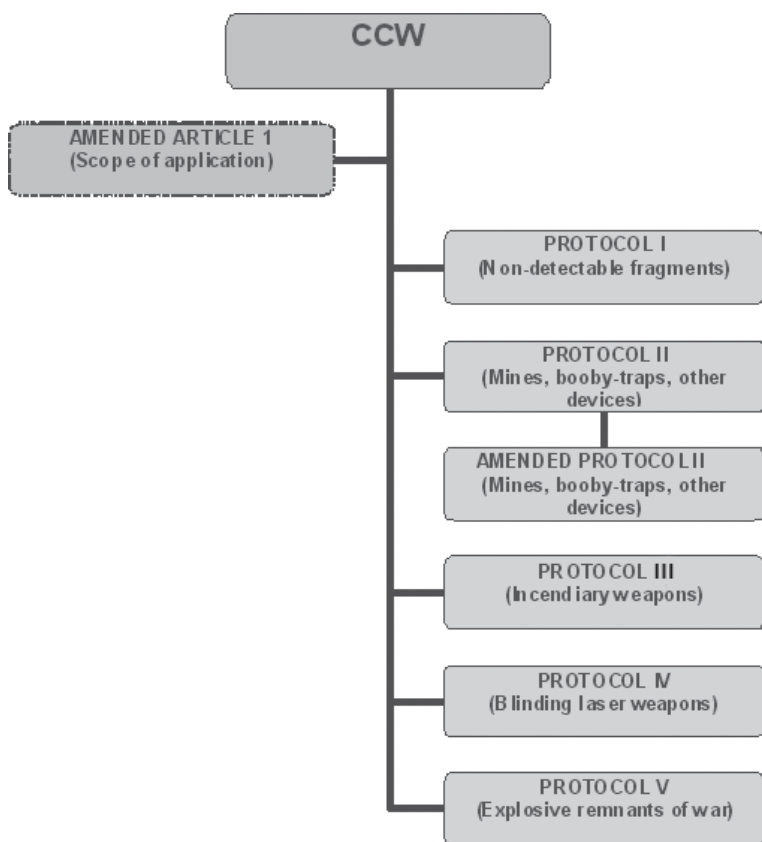 CCW
AMENDED ARTICLE 1
(Scope of application)
PROTOCOL I
(Non-detectable fragments)
PROTOCOL II
(Mines, booby-traps, other
devices)
AMENDED PROTOCOL II
(Mines, booby-traps, other
devices)
PROTOCOL III
(Incendiary weapons)
PROTOCOL IV
(Blinding laser weapons)
PROTOCOL V
(Explosive remnants of war)